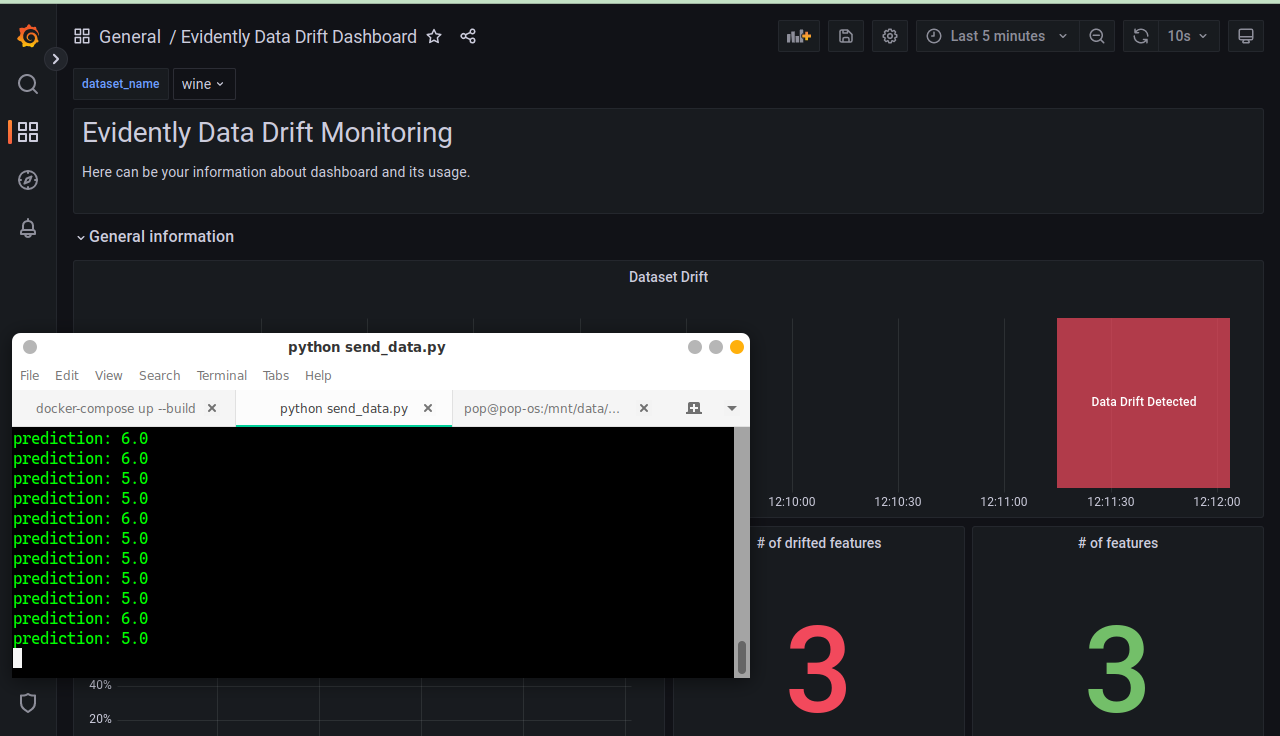 General / Evidently Data Drift Dashboard
Last 5 minutes
10s
dataset_name
wine
Evidently Data Drift Monitoring
Here can be your information about dashboard and its usage.
General information
Dataset Drift
Data Drift Detected
12:10:00 12:10:30 12:11:00 12:11:30 12:12:00
python send_data.py
File Edit View Search Terminal Tabs Help
docker-compose up --build
python send_data.py
pop@pop-os:/mnt/data/...
prediction: 6.0
prediction: 6.0
prediction: 5.0
prediction: 5.0
prediction: 6.0
prediction: 5.0
prediction: 5.0
prediction: 5.0
prediction: 5.0
prediction: 6.0
prediction: 5.0
# of drifted features
3
# of features
3
40%
20%